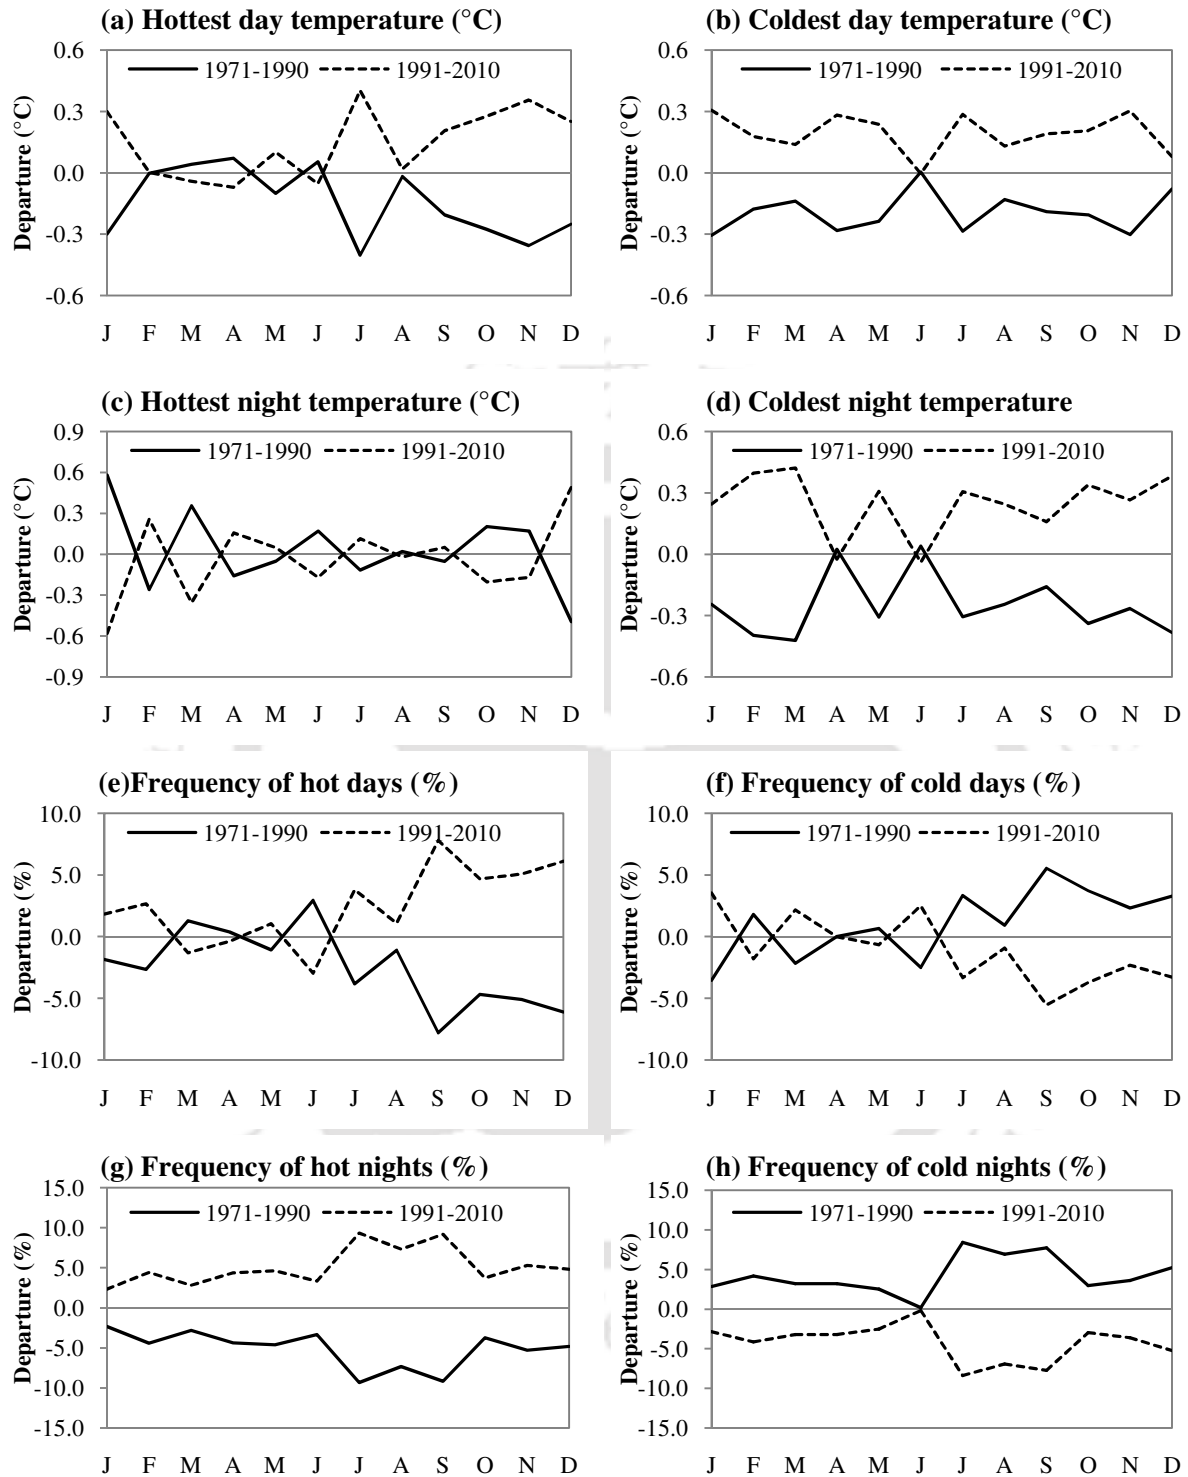 (a) Hottest day temperature (°C)
Departure (°C)
0.6
0.3
0.0
-0.3
-0.6
1971-1990 1991-2010
J F M A M J J A S O N D
(b) Coldest day temperature (°C)
Departure (°C)
0.6
0.3
0.0
-0.3
-0.6
1971-1990 1991-2010
J F M A M J J A S O N D
(c) Hottest night temperature (°C)
Departure (°C)
0.9
0.6
0.3
0.0
-0.3
-0.6
-0.9
1971-1990 1991-2010
J F M A M J J A S O N D
(d) Coldest night temperature
Departure (°C)
0.6
0.3
0.0
-0.3
-0.6
1971-1990 1991-2010
J F M A M J J A S O N D
(e)Frequency of hot days (%)
Departure (%)
10.0
5.0
0.0
-5.0
-10.0
1971-1990 1991-2010
J F M A M J J A S O N D
(f) Frequency of cold days (%)
Departure (%)
10.0
5.0
0.0
-5.0
-10.0
1971-1990 1991-2010
J F M A M J J A S O N D
(g) Frequency of hot nights (%)
Departure (%)
15.0
10.0
5.0
0.0
-5.0
-10.0
-15.0
1971-1990 1991-2010
J F M A M J J A S O N D
(h) Frequency of cold nights (%)
Departure (%)
15.0
10.0
5.0
0.0
-5.0
-10.0
-15.0
1971-1990 1991-2010
J F M A M J J A S O N D